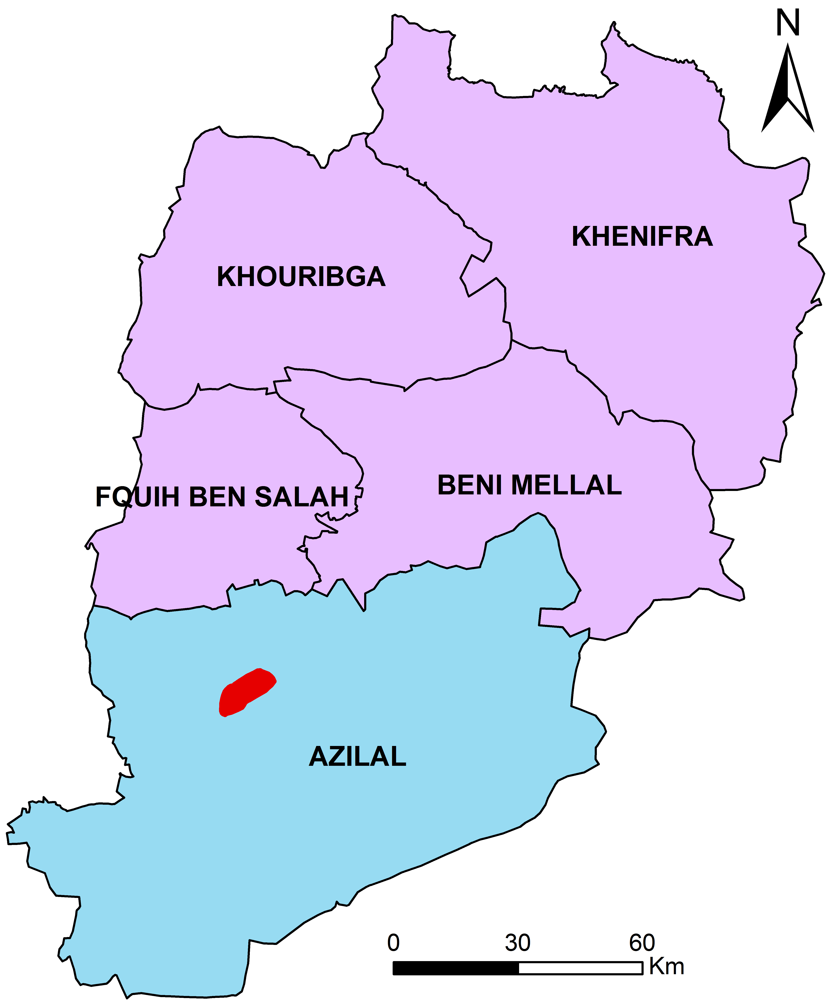 N
KHENIFRA
KHOURIBGA
BENI MELLAL
FQUIH BEN SALAH
AZILAL
0 30 60
Km